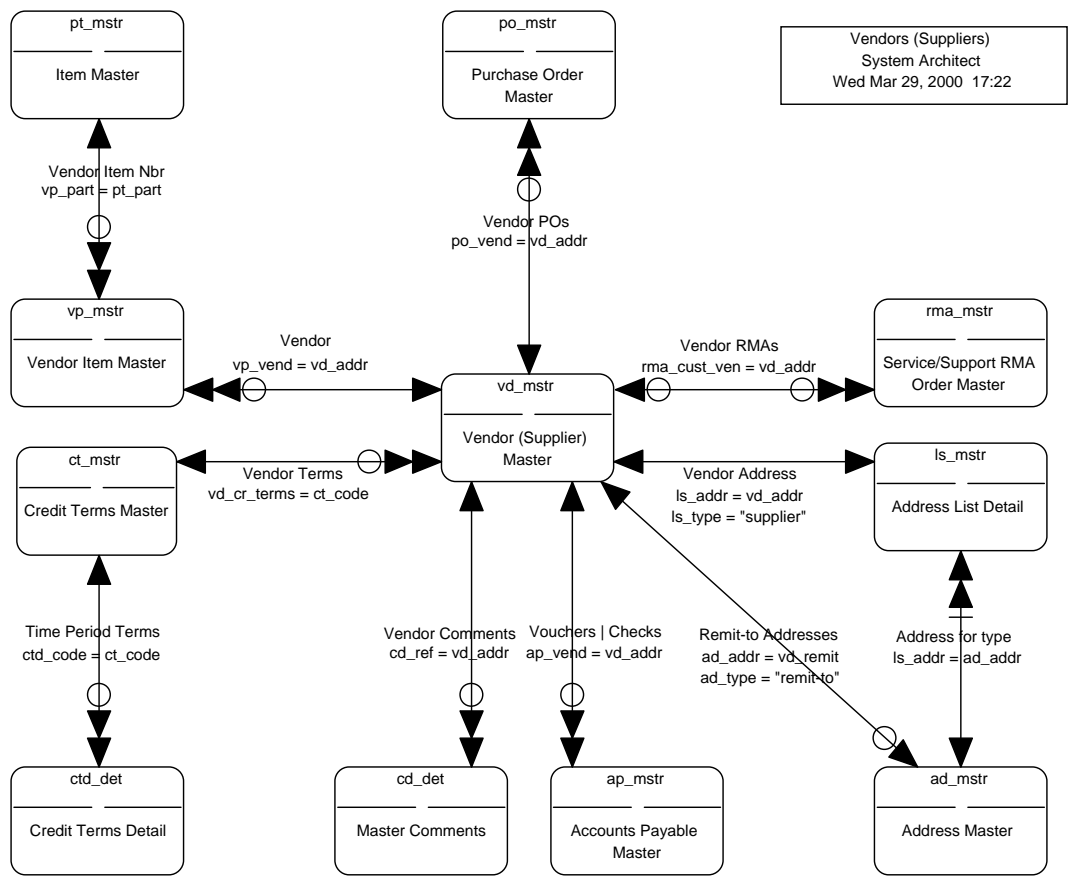 pt_mstr
Item Master
po_mstr
Purchase Order
Master
Vendors (Suppliers)
System Architect
Wed Mar 29, 2000 17:22
Vendor Item Nbr
vp_part = pt_part
Vendor POs
po_vend = vd_addr
vp_mstr
Vendor Item Master
Vendor
vp_vend = vd_addr
vd_mstr
Vendor (Supplier)
Master
Vendor RMAs
rma_cust_ven = vd_addr
rma_mstr
Service/Support RMA
Order Master
ct_mstr
Credit Terms Master
Vendor Terms
vd_cr_terms = ct_code
Vendor Address
ls_addr = vd_addr
ls_type = "supplier"
ls_mstr
Address List Detail
Time Period Terms
ctd_code = ct_code
Vendor Comments
cd_ref = vd_addr
Vouchers | Checks
ap_vend = vd_addr
Remit-to Addresses
ad_addr = vd_remit
ad_type = "remit-to"
Address for type
ls_addr = ad_addr
ctd_det
Credit Terms Detail
cd_det
Master Comments
ap_mstr
Accounts Payable
Master
ad_mstr
Address Master